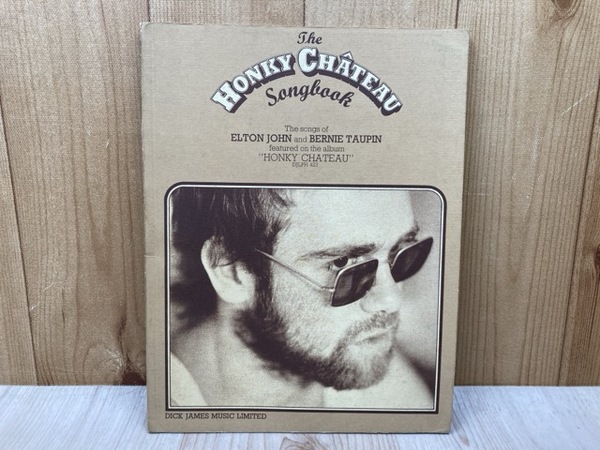 The
HONKY CHÂTEAU
Songbook
The songs of
ELTON JOHN and BERNIE TAUPIN
featured on the album
"HONKY CHATEAU"
DJLPH 423
DICK JAMES MUSIC LIMITED